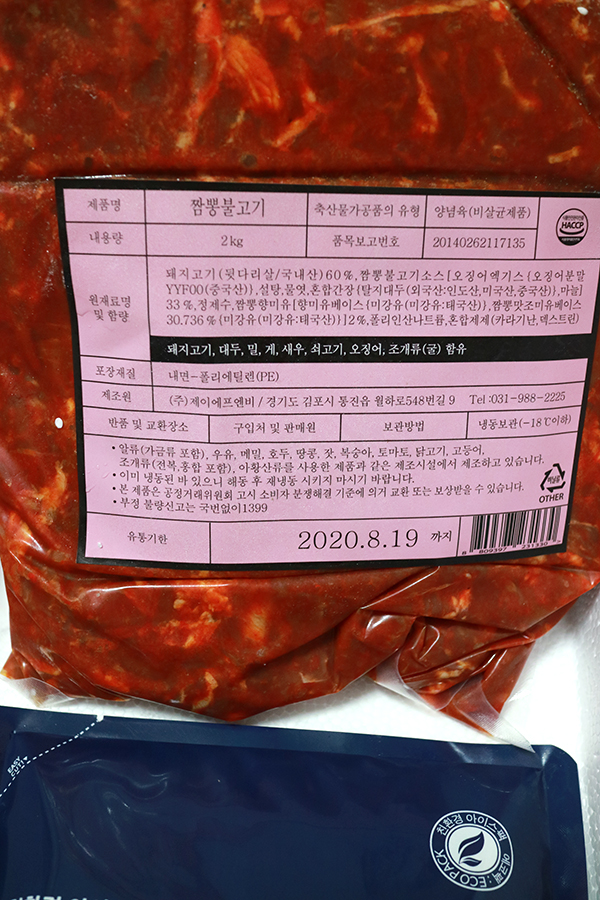 제품명 짬뽕불고기 축산물가공품의 유형 양념육(비살균제품)
내용량 2kg 품목보고번호 20140262117135
HACCP
원재료명 및 함량
돼지고기(뒷다리살/국내산)60%,짬뽕불고기소스[오징어엑기스{오징어분말
YYF00(중국산)},설탕,물엿,혼합간장{탈지대두(외국산:인도산,미국산,중국산)},마늘]
33%,정제수,짬뽕향미유[향미유베이스{미강유(미강유:태국산)},짬뽕맛조미유베이스
30.736%(미강유(미강유:태국산)}]2%,폴리인산나트륨,혼합제제(카라기난,덱스트린)
돼지고기, 대두, 밀, 게, 새우, 쇠고기, 오징어, 조개류(굴) 함유
포장재질 내면-폴리에틸렌(PE)
제조원 (주)제이에프엔비 / 경기도 김포시 통진읍 월하로548번길 9 Tel:031-988-2225
반품 및 교환장소 구입처 및 판매원 보관방법 냉동보관(-18℃이하)
• 알류(가금류 포함), 우유, 메밀, 호두, 땅콩, 잣, 복숭아, 토마토, 닭고기, 고등어,
조개류(전복,홍합 포함), 아황산류를 사용한 제품과 같은 제조시설에서 제조하고 있습니다.
• 이미 냉동된 바 있으니 해동 후 재냉동 시키지 마시기 바랍니다.
• 본 제품은 공정거래위원회 고시 소비자 분쟁해결 기준에 의거 교환 또는 보상받을 수 있습니다.
• 부정 불량신고는 국번없이1399
비닐류
OTHER
유통기한 2020.8.19 까지
8 809397 231330
EASY CUT!
친환경 아이스팩
에코팩:ECO PACK